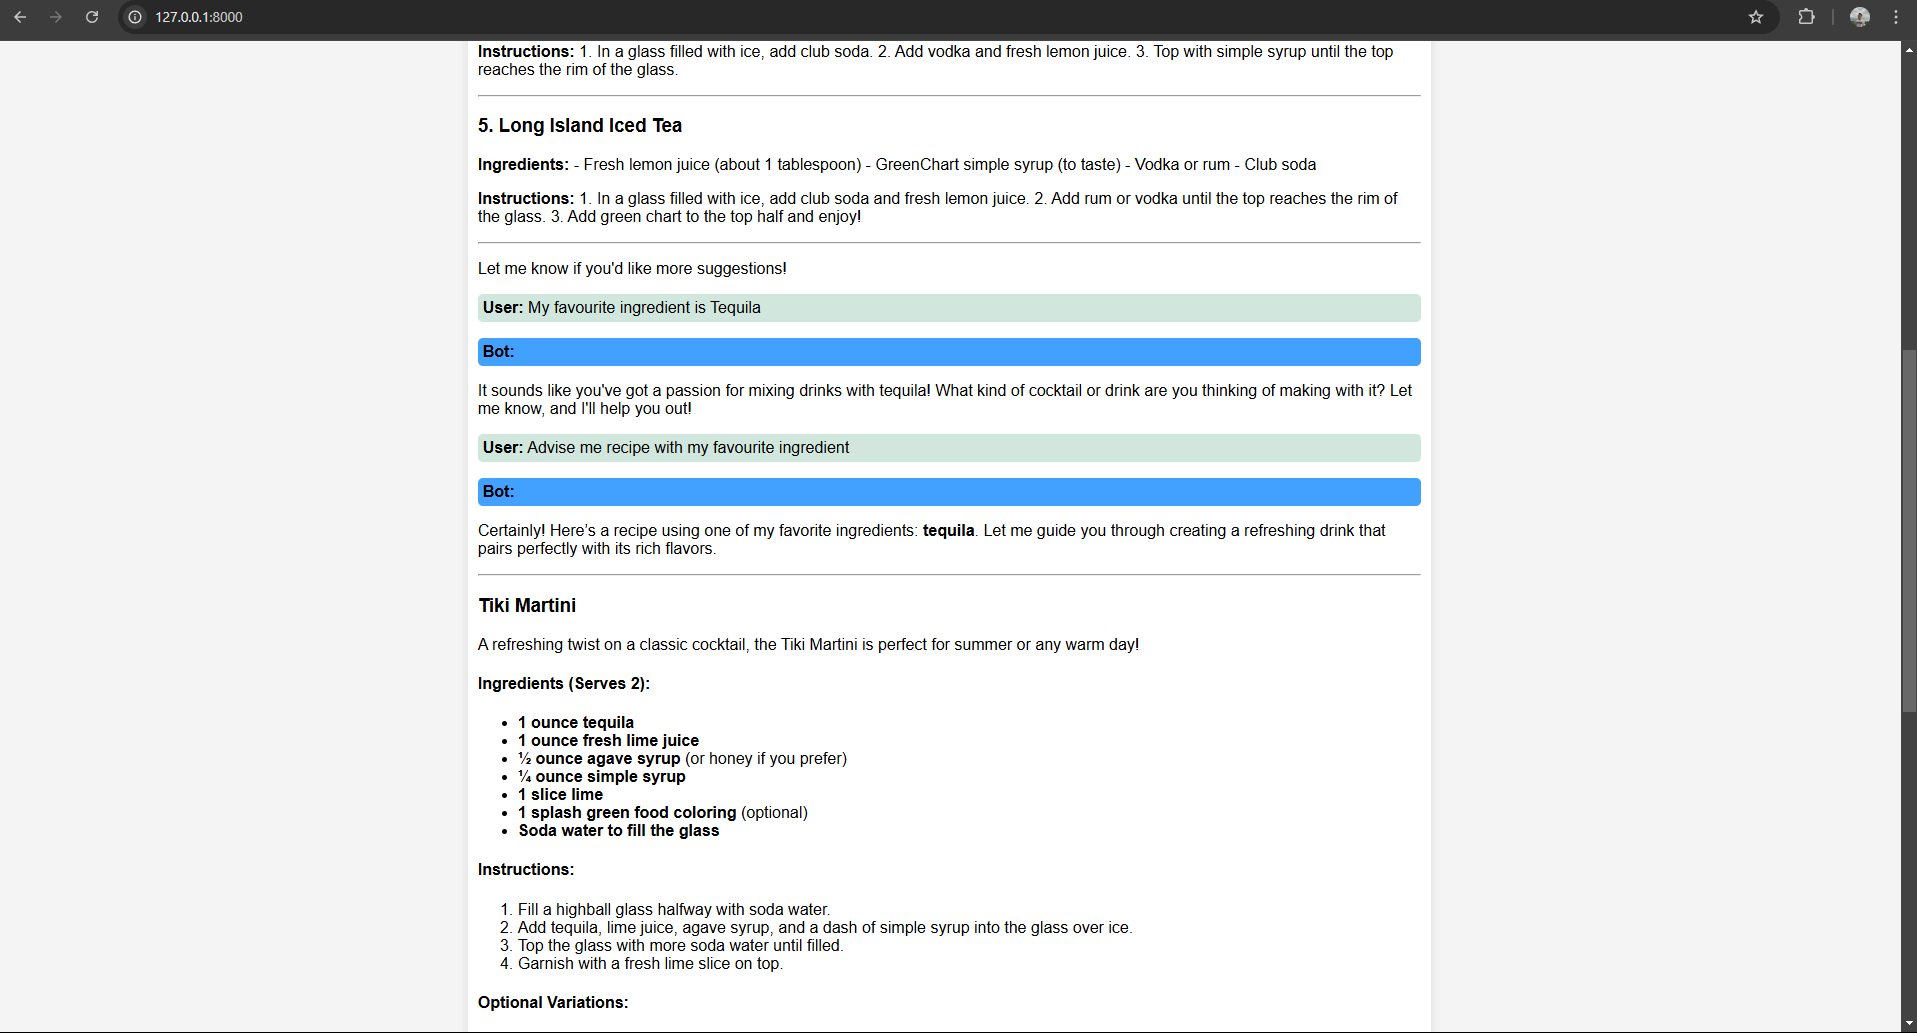 127.0.0.1:8000
Instructions: 1. In a glass filled with ice, add club soda. 2. Add vodka and fresh lemon juice. 3. Top with simple syrup until the top
reaches the rim of the glass.
5. Long Island Iced Tea
Ingredients: - Fresh lemon juice (about 1 tablespoon) - GreenChart simple syrup (to taste) - Vodka or rum - Club soda
Instructions: 1. In a glass filled with ice, add club soda and fresh lemon juice. 2. Add rum or vodka until the top reaches the rim of
the glass. 3. Add green chart to the top half and enjoy!
Let me know if you'd like more suggestions!
User: My favourite ingredient is Tequila
Bot:
It sounds like you've got a passion for mixing drinks with tequila! What kind of cocktail or drink are you thinking of making with it? Let
me know, and I'll help you out!
User: Advise me recipe with my favourite ingredient
Bot:
Certainly! Here's a recipe using one of my favorite ingredients: tequila. Let me guide you through creating a refreshing drink that
pairs perfectly with its rich flavors.
Tiki Martini
A refreshing twist on a classic cocktail, the Tiki Martini is perfect for summer or any warm day!
Ingredients (Serves 2):
• 1 ounce tequila
• 1 ounce fresh lime juice
• ½ ounce agave syrup (or honey if you prefer)
• ¼ ounce simple syrup
• 1 slice lime
• 1 splash green food coloring (optional)
• Soda water to fill the glass
Instructions:
1. Fill a highball glass halfway with soda water.
2. Add tequila, lime juice, agave syrup, and a dash of simple syrup into the glass over ice.
3. Top the glass with more soda water until filled.
4. Garnish with a fresh lime slice on top.
Optional Variations: